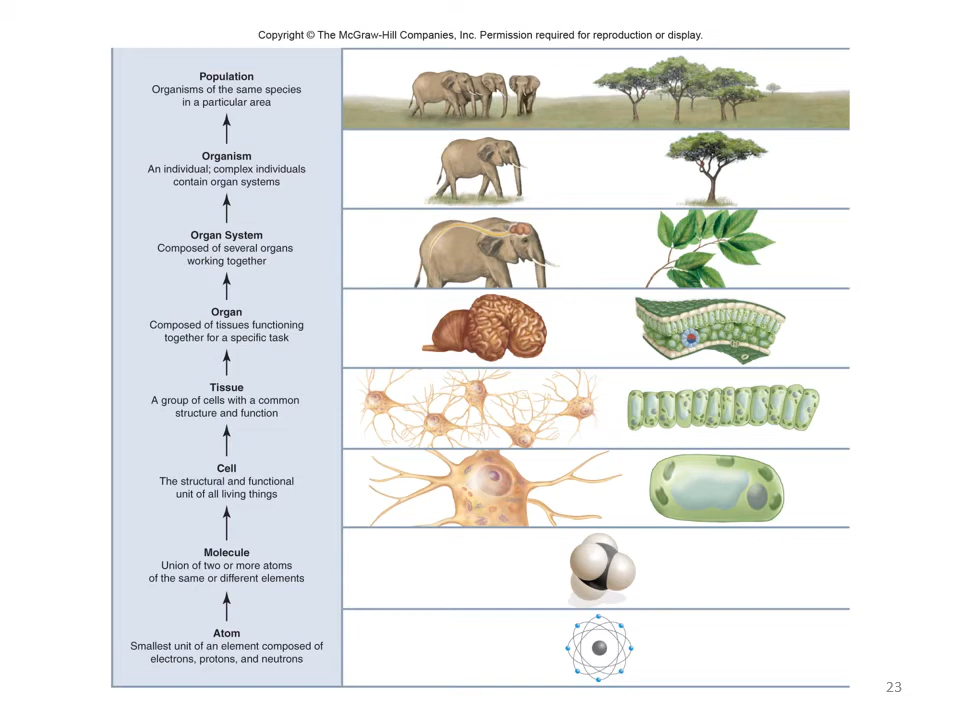 Copyright © The McGraw-Hill Companies, Inc. Permission required for reproduction or display.
Population
Organisms of the same species
in a particular area
Organism
An individual; complex individuals
contain organ systems
Organ System
Composed of several organs
working together
Organ
Composed of tissues functioning
together for a specific task
Tissue
A group of cells with a common
structure and function
Cell
The structural and functional
unit of all living things
Molecule
Union of two or more atoms
of the same or different elements
Atom
Smallest unit of an element composed of
electrons, protons, and neutrons
23